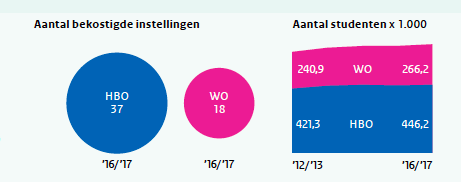 Aantal bekostigde instellingen
HBO
37
WO
18
'16/'17
'16/'17
Aantal studenten x 1.000
240,9 WO 266,2
421,3 HBO 446,2
'12/'13 '16/'17